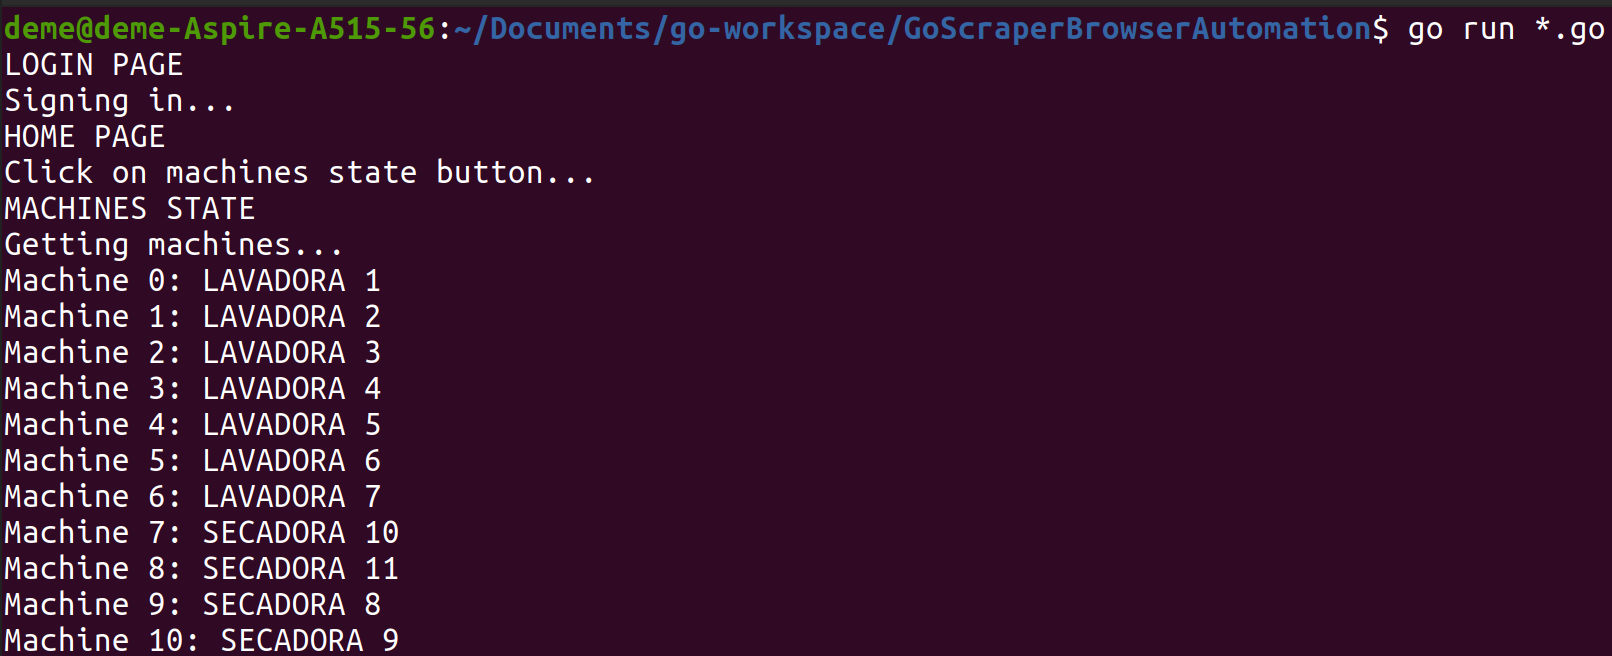 deme@deme-Aspire-A515-56:~/Documents/go-workspace/GoScraperBrowserAutomation$ go run *.go
LOGIN PAGE
Signing in...
HOME PAGE
Click on machines state button...
MACHINES STATE
Getting machines...
Machine 0: LAVADORA 1
Machine 1: LAVADORA 2
Machine 2: LAVADORA 3
Machine 3: LAVADORA 4
Machine 4: LAVADORA 5
Machine 5: LAVADORA 6
Machine 6: LAVADORA 7
Machine 7: SECADORA 10
Machine 8: SECADORA 11
Machine 9: SECADORA 8
Machine 10: SECADORA 9